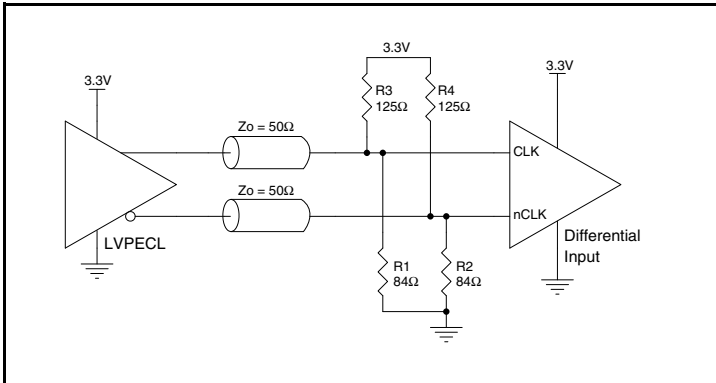 3.3V
3.3V
3.3V
R3
125Ω
R4
125Ω
Zo = 50Ω
CLK
Zo = 50Ω
nCLK
LVPECL
Differential
Input
R1
84Ω
R2
84Ω